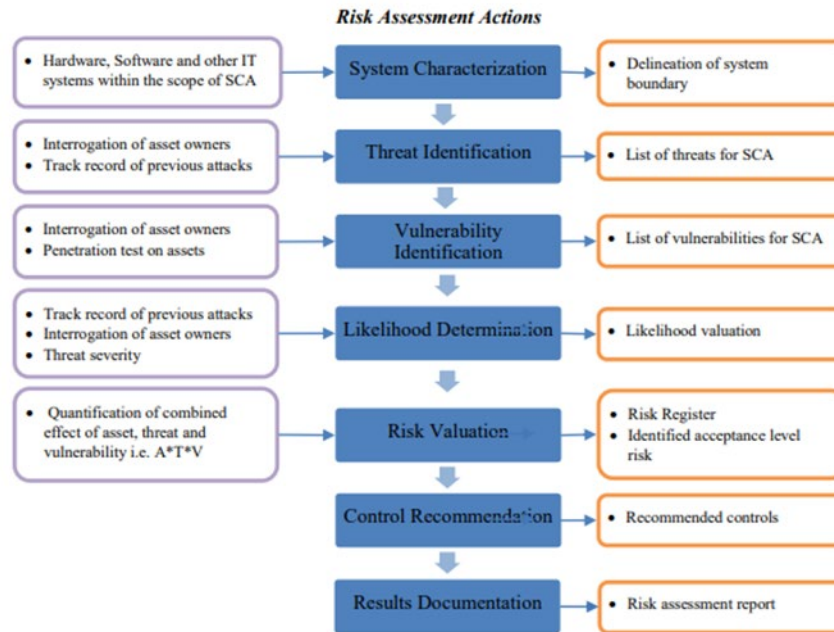 Risk Assessment Actions
• Hardware, Software and other IT
systems within the scope of SCA
System Characterization
• Delineation of system
boundary
• Interrogation of asset owners
• Track record of previous attacks
Threat Identification
• List of threats for SCA
• Interrogation of asset owners
• Penetration test on assets
Vulnerability
Identification
• List of vulnerabilities for SCA
• Track record of previous attacks
• Interrogation of asset owners
• Threat severity
Likelihood Determination
• Likelihood valuation
• Quantification of combined
effect of asset, threat and
vulnerability i.e. A*T*V
Risk Valuation
• Risk Register
• Identified acceptance level
risk
Control Recommendation
• Recommended controls
Results Documentation
• Risk assessment report